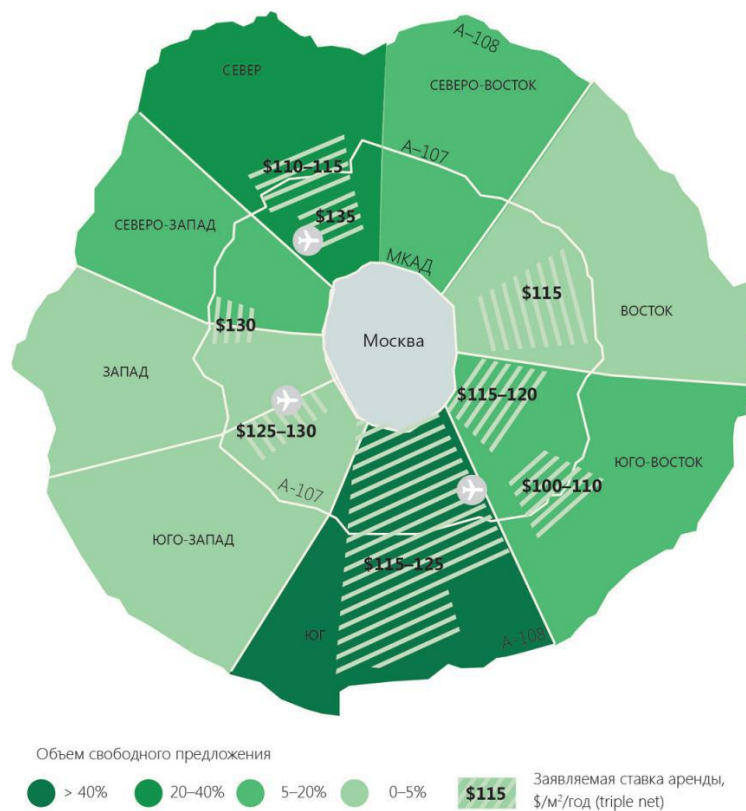 А–108
СЕВЕР
СЕВЕРО-ВОСТОК
А–107
$110–115
$135
СЕВЕРО-ЗАПАД
МКАД
$115
$130
Москва
ВОСТОК
ЗАПАД
$115–120
$125–130
ЮГО-ВОСТОК
$100–110
А-107
ЮГО-ЗАПАД
$115–125
ЮГ
А–108
Объем свободного предложения
> 40%
20–40%
5–20%
0–5%
$115
Заявляемая ставка аренды,
$/м²/год (triple net)